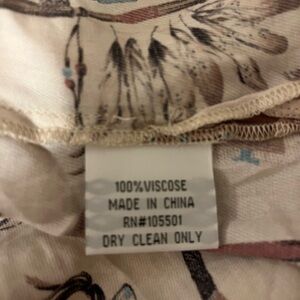 100%VISCOSE
MADE IN CHINA
RN#105501
DRY CLEAN ONLY